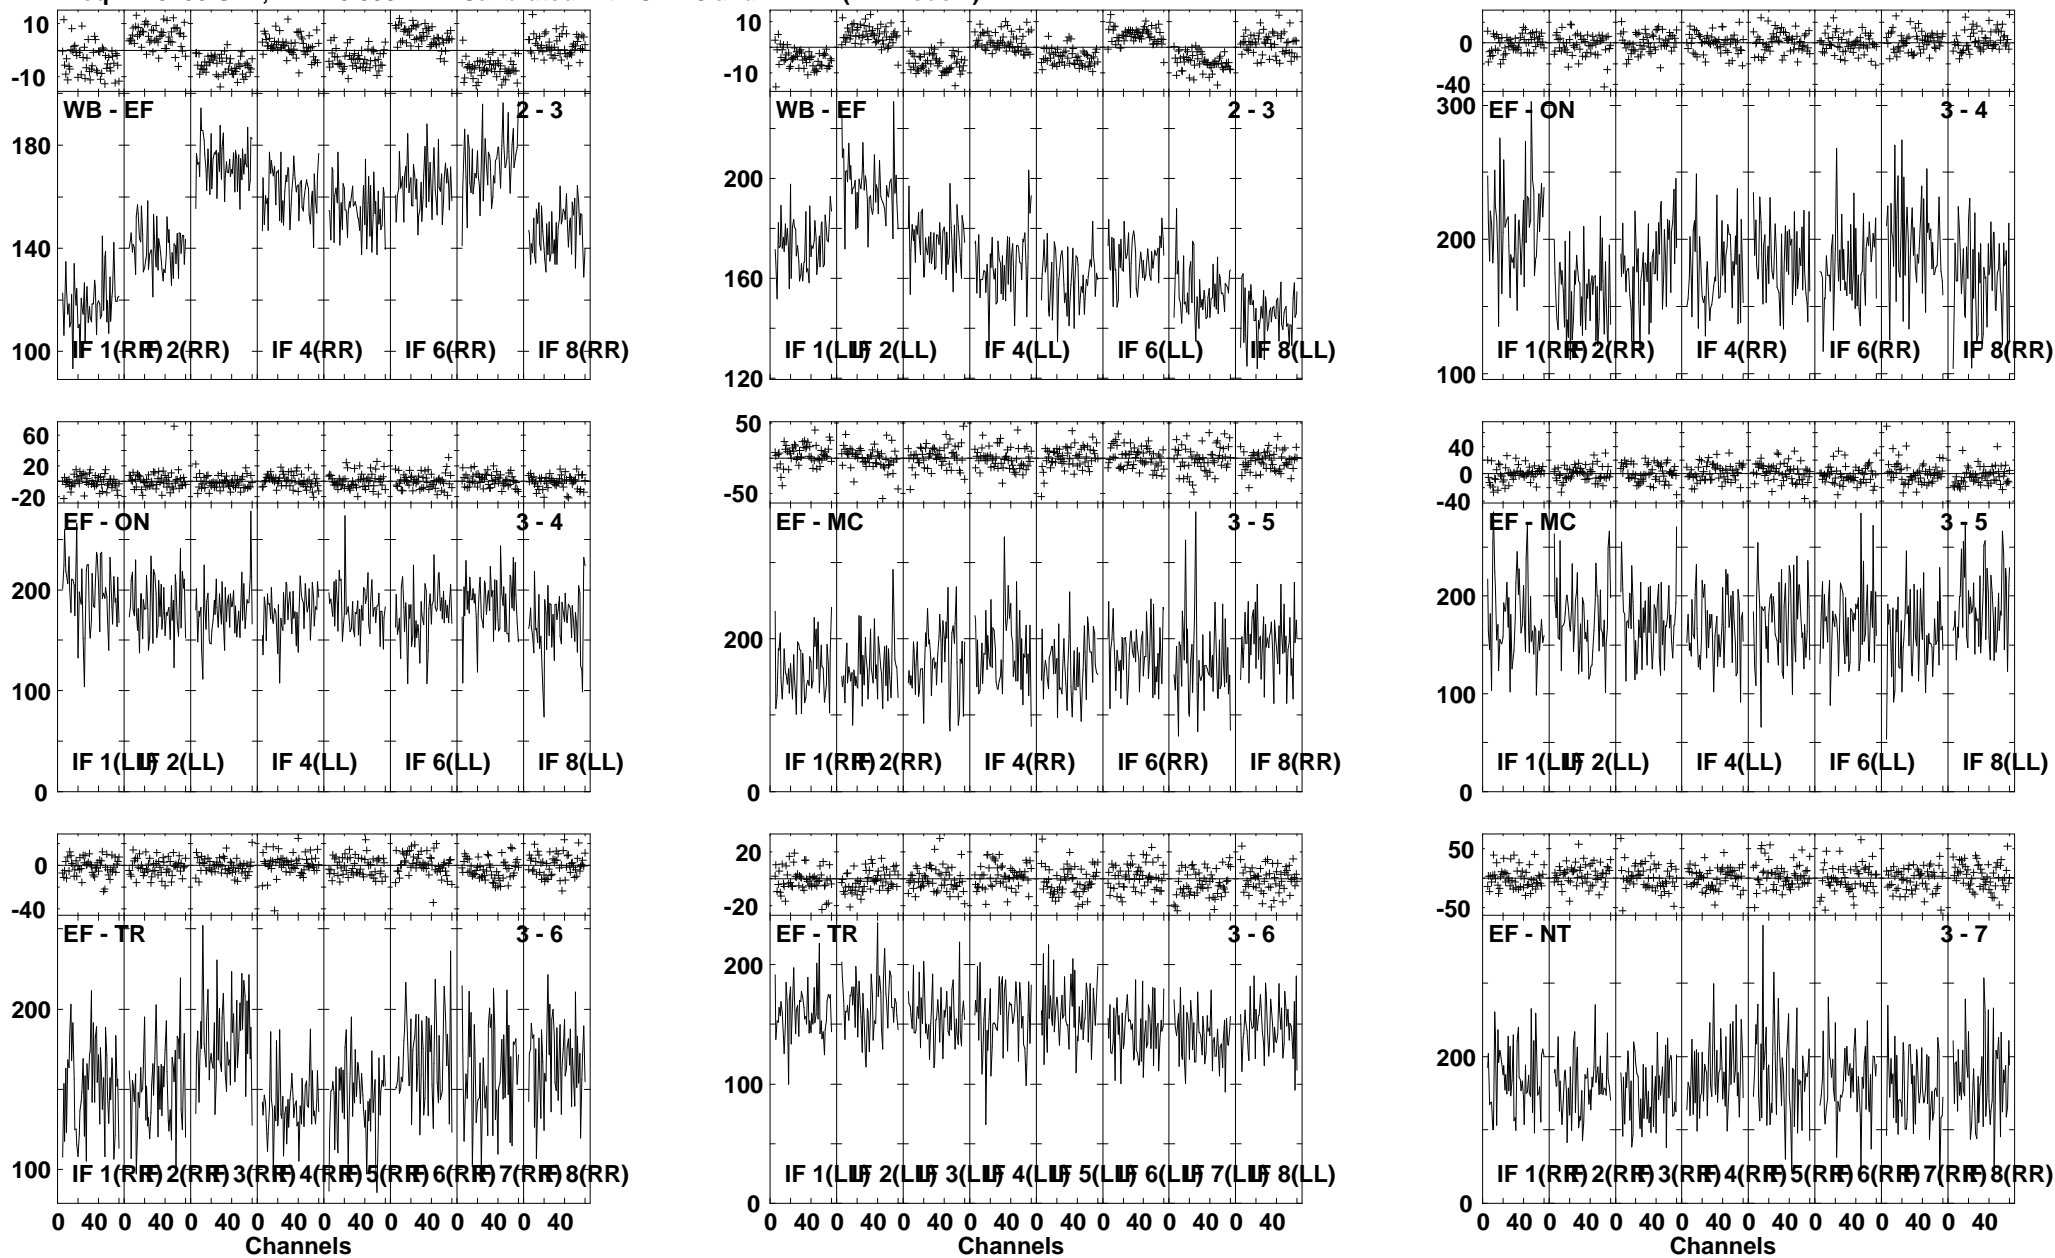 10
-10
WB - EF 2 - 3
180
140
100
IF 1(RR) IF 2(RR) IF 4(RR) IF 6(RR) IF 8(RR)
10
-10
WB - EF 2 - 3
200
160
120
IF 1(LL) IF 2(LL) IF 4(LL) IF 6(LL) IF 8(LL)
0
-40
EF - ON 3 - 4
300
200
100
IF 1(RR) IF 2(RR) IF 4(RR) IF 6(RR) IF 8(RR)
60
20
-20
EF - ON 3 - 4
200
100
0
IF 1(LL) IF 2(LL) IF 4(LL) IF 6(LL) IF 8(LL)
50
-50
EF - MC 3 - 5
200
0
IF 1(RR) IF 2(RR) IF 4(RR) IF 6(RR) IF 8(RR)
40
0
-40
EF - MC 3 - 5
200
100
0
IF 1(LL) IF 2(LL) IF 4(LL) IF 6(LL) IF 8(LL)
0
-40
EF - TR 3 - 6
200
100
IF 1(RR) IF 2(RR) IF 3(RR) IF 4(RR) IF 5(RR) IF 6(RR) IF 7(RR) IF 8(RR)
0 40 0 40 0 40 0 40 0 40 0 40 0 40 0 40
Channels
20
-20
EF - TR 3 - 6
200
100
0
IF 1(LL) IF 2(LL) IF 3(LL) IF 4(LL) IF 5(LL) IF 6(LL) IF 7(LL) IF 8(LL)
0 40 0 40 0 40 0 40 0 40 0 40 0 40 0 40
Channels
50
-50
EF - NT 3 - 7
200
0
IF 1(RR) IF 2(RR) IF 3(RR) IF 4(RR) IF 5(RR) IF 6(RR) IF 7(RR) IF 8(RR)
0 40 0 40 0 40 0 40 0 40 0 40 0 40 0 40
Channels